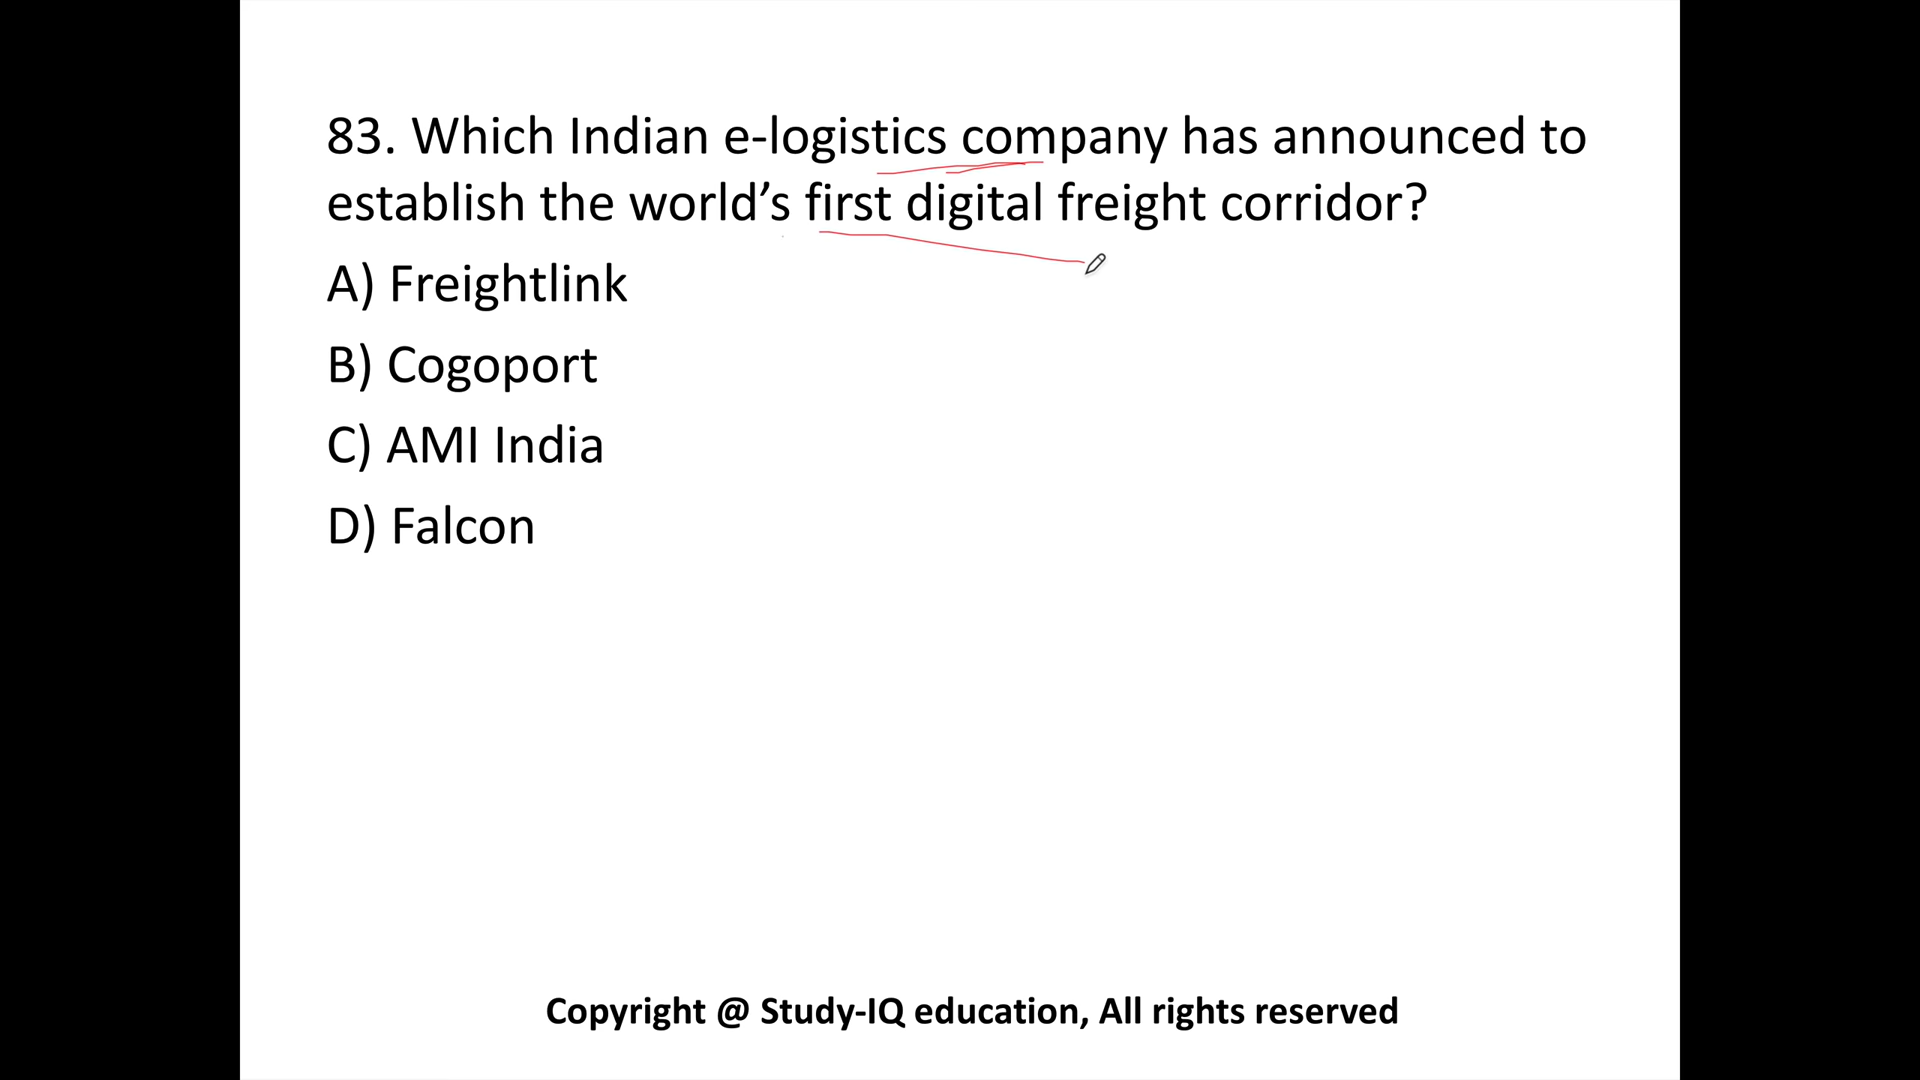 83. Which Indian e-logistics company has announced to
establish the world’s first digital freight corridor?
A) Freightlink
B) Cogoport
C) AMI India
D) Falcon
Copyright @ Study-IQ education, All rights reserved